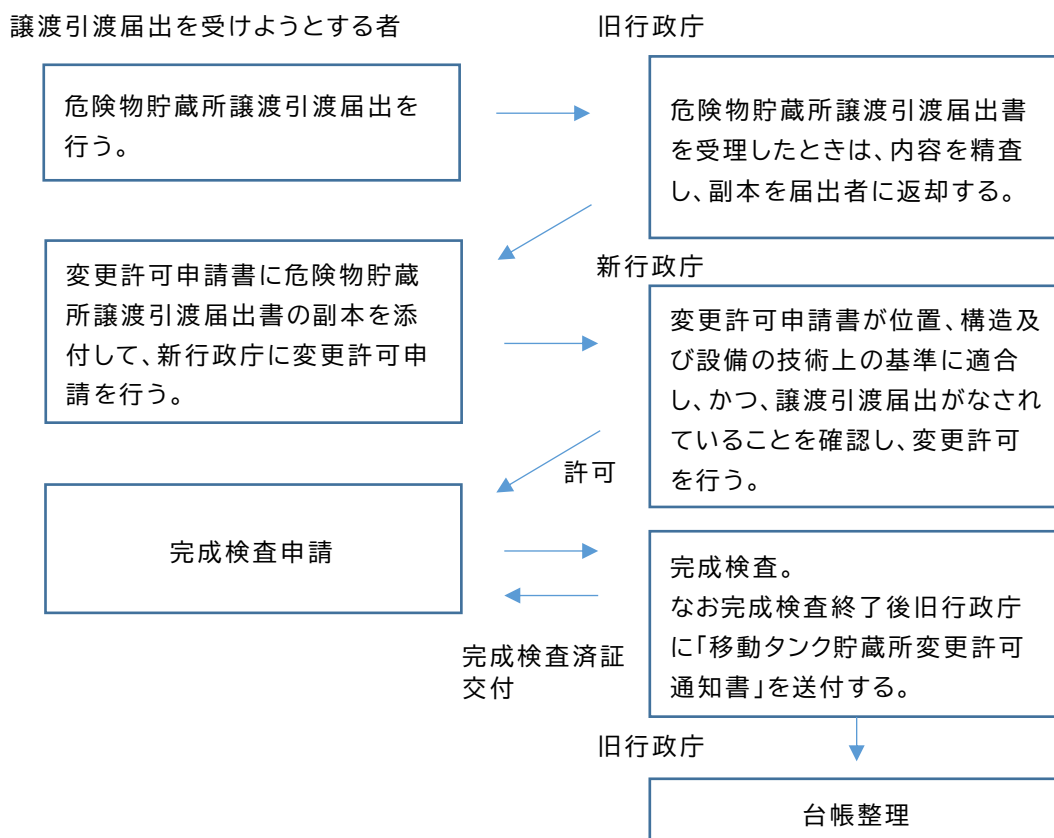 譲渡引渡届出を受けようとする者
旧行政庁
危険物貯蔵所譲渡引渡届出を
行う。
危険物貯蔵所譲渡引渡届出書
を受理したときは、内容を精査
し、副本を届出者に返却する。
変更許可申請書に危険物貯蔵
所譲渡引渡届出書の副本を添
付して、新行政庁に変更許可申
請を行う。
新行政庁
変更許可申請書が位置、構造及
び設備の技術上の基準に適合
し、かつ、譲渡引渡届出がなされ
ていることを確認し、変更許可
を行う。
許可
完成検査申請
完成検査。
なお完成検査終了後旧行政庁
に「移動タンク貯蔵所変更許可
通知書」を送付する。
完成検査済証
交付
旧行政庁
台帳整理